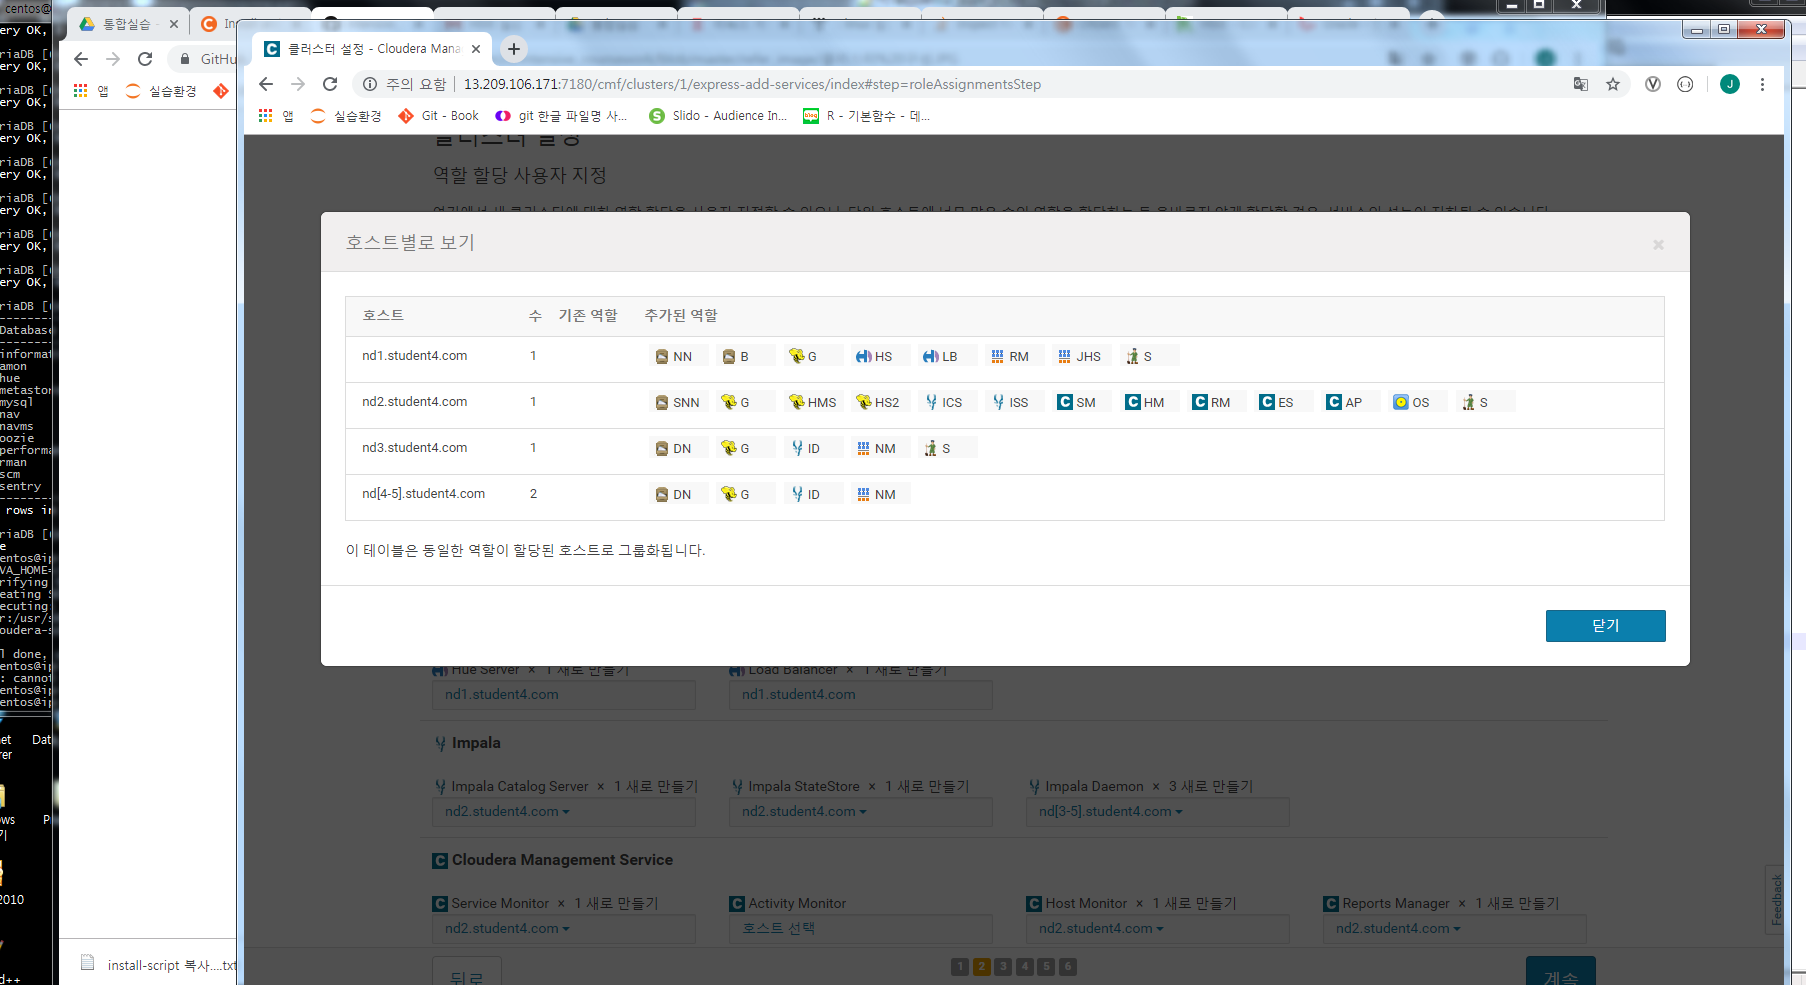 centos@
통합실습
In
클러스터 설정 - Cloudera Mana
GitHu
주의 요함
13.209.106.171:7180/cmf/clusters/1/express-add-services/index#step=roleAssignmentsStep
앱
실습환경
앱
실습환경
Git - Book
git 한글 파일명 사...
Slido - Audience In...
R - 기본함수 - 데...
클러스터 설정
역할 할당 사용자 지정
호스트별로 보기
호스트 수 기존 역할 추가된 역할
nd1.student4.com 1 NN B G HS LB RM JHS S
nd2.student4.com 1 SNN G HMS HS2 ICS ISS SM HM RM ES AP OS S
nd3.student4.com 1 DN G ID NM S
nd[4-5].student4.com 2 DN G ID NM
이 테이블은 동일한 역할이 할당된 호스트로 그룹화됩니다.
닫기
Hue Server × 1 새로 만들기 Load Balancer × 1 새로 만들기
nd1.student4.com nd1.student4.com
Impala
Impala Catalog Server × 1 새로 만들기 Impala StateStore × 1 새로 만들기 Impala Daemon × 3 새로 만들기
nd2.student4.com nd2.student4.com nd[3-5].student4.com
Cloudera Management Service
Service Monitor × 1 새로 만들기 Activity Monitor Host Monitor × 1 새로 만들기 Reports Manager × 1 새로 만들기
nd2.student4.com 호스트 선택 nd2.student4.com nd2.student4.com
Feedback
뒤로 1 2 3 4 5 6 계속
install-script 복사....txt
ery OK,
riaDB [
ery OK,
riaDB [
ery OK,
riaDB [
ery OK,
riaDB [
ery OK,
riaDB [
ery OK,
riaDB [
ery OK,
riaDB [
ery OK,
riaDB [
Database
informat
amon
hue
metastor
mysql
nav
navms
oozie
performa
rman
scm
sentry
rows in
riaDB [
e
entos@ip
VA_HOME=
rifying
eating S
ecuting
r:/usr/s
oudera-s
l done,
entos@ip
: cannot
entos@ip
entos@ip
et Dat
rer
ws P
기
2010
d++